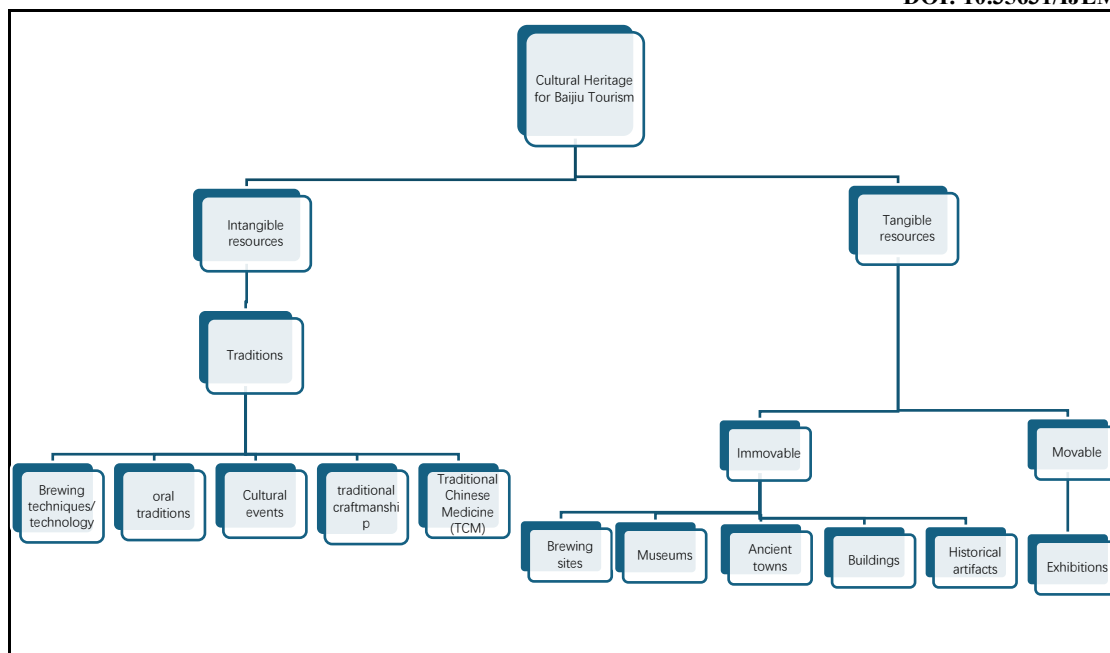 Cultural Heritage
for Baijiu Tourism
Intangible
resources
Tangible
resources
Traditions
Immovable
Movable
Brewing
techniques/
technology
oral
traditions
Cultural
events
traditional
craftmanshi
p
Traditional
Chinese
Medicine
(TCM)
Brewing
sites
Museums
Ancient
towns
Buildings
Historical
artifacts
Exhibitions